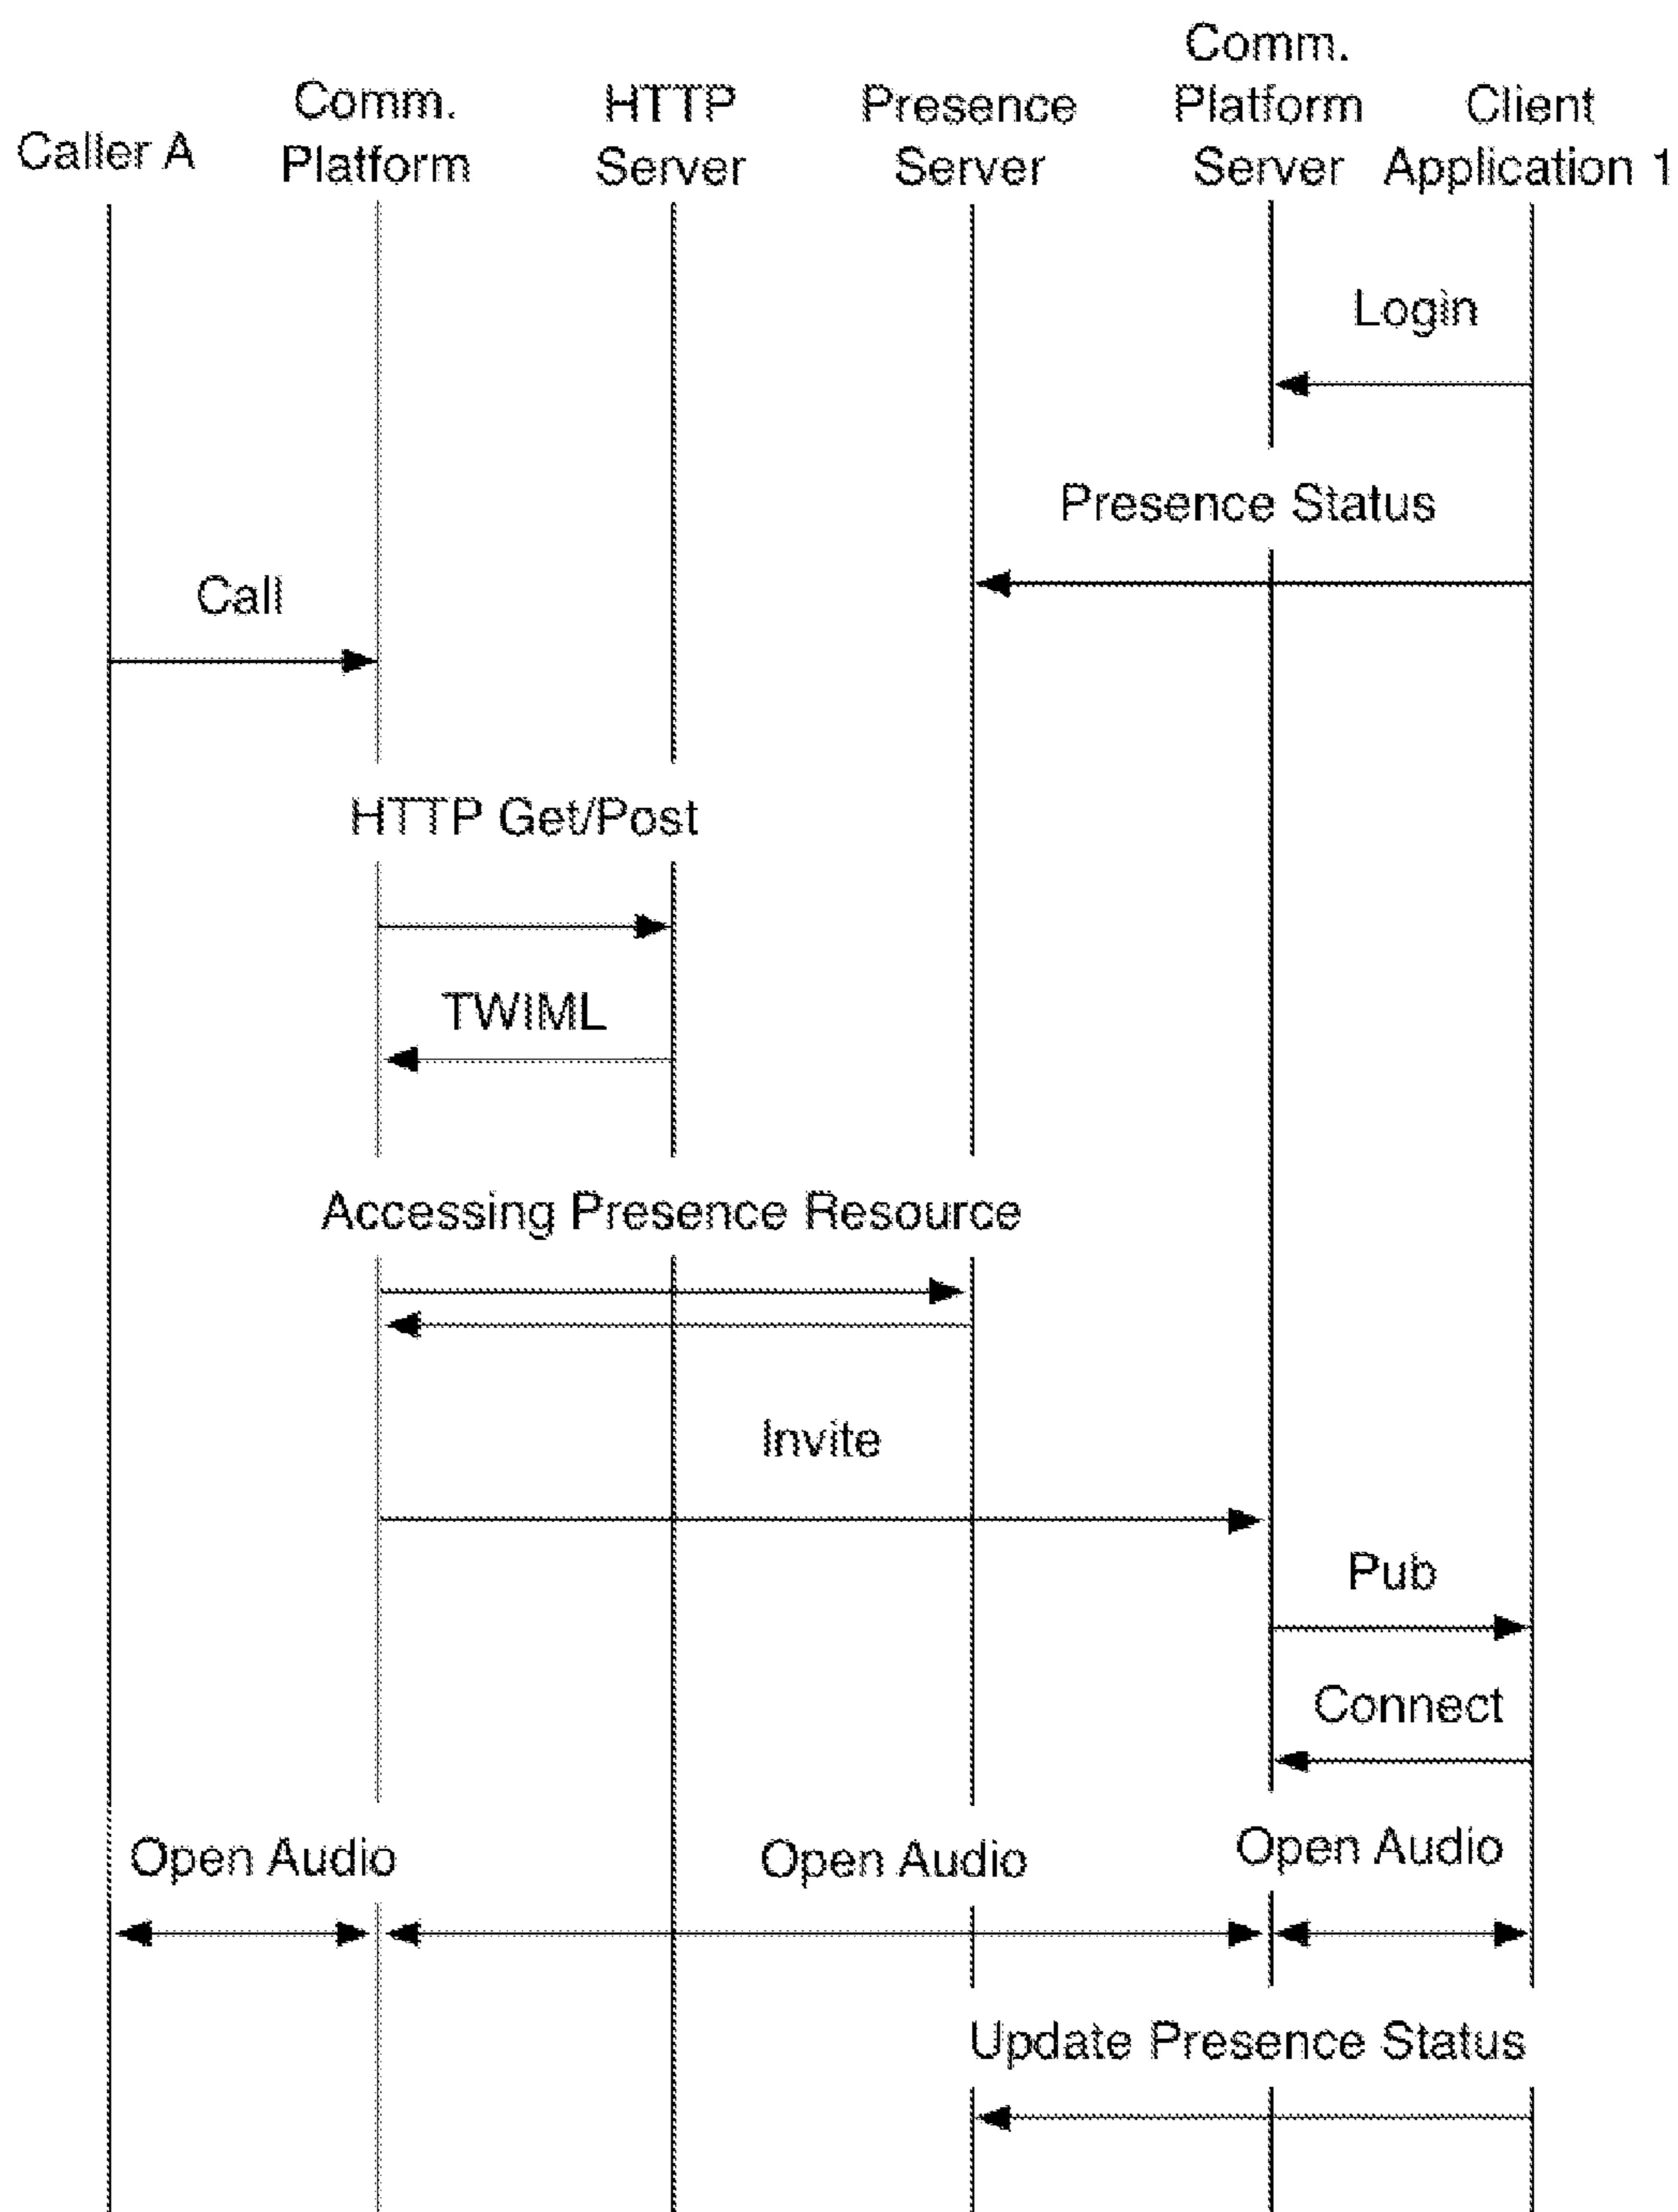 Caller A
Comm.
Platform
HTTP
Server
Presence
Server
Comm.
Platform
Server
Client
Application 1
Login
Presence Status
Call
HTTP Get/Post
TWIML
Accessing Presence Resource
Invite
Pub
Connect
Open Audio
Open Audio
Open Audio
Update Presence Status